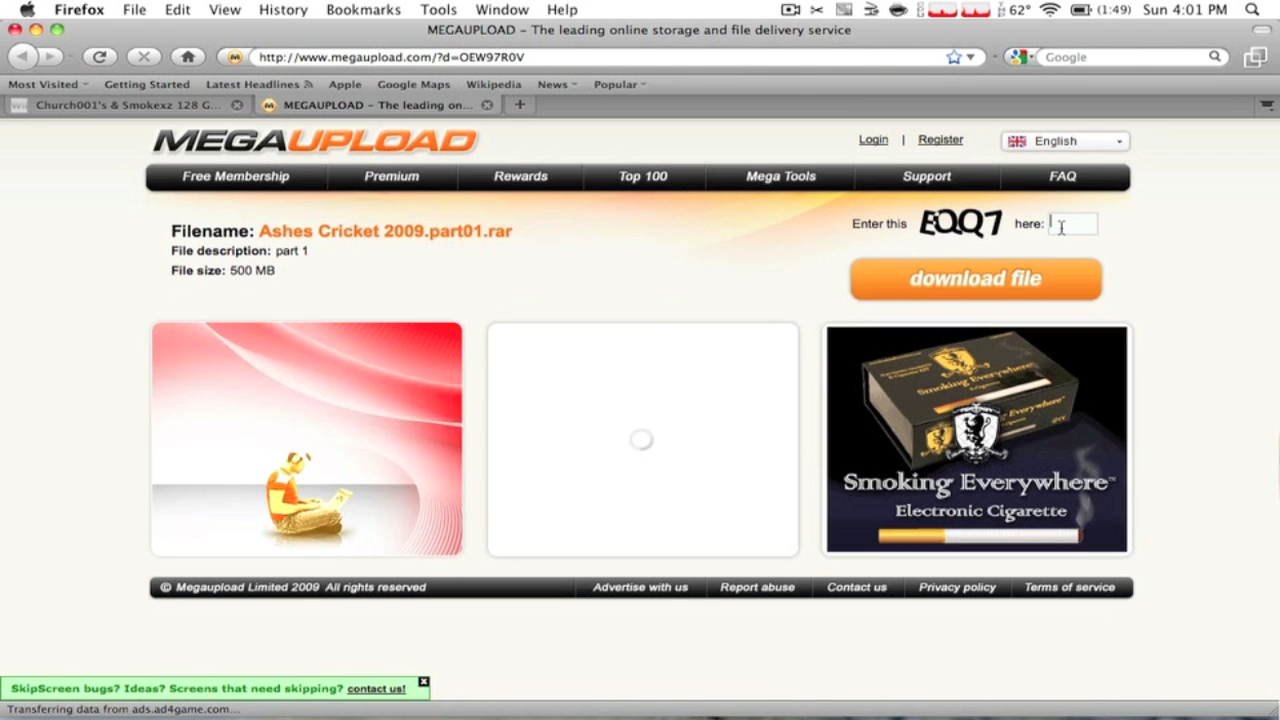 Firefox File Edit View History Bookmarks Tools Window Help 62° (1:49) Sun 4:01 PM
MEGAUPLOAD - The leading online storage and file delivery service
http://www.megaupload.com/?d=OEW97R0V Google
Most Visited Getting Started Latest Headlines Apple Google Maps Wikipedia News Popular
Church001's & Smokexz 128 G... MEGAUPLOAD - The leading on...
MEGAUPLOAD Login | Register English
Free Membership Premium Rewards Top 100 Mega Tools Support FAQ
Filename: Ashes Cricket 2009.part01.rar
Enter this EQQ7 here:
File description: part 1
File size: 500 MB
download file
Smoking Everywhere
Smoking Everywhere™
Electronic Cigarette
© Megaupload Limited 2009 All rights reserved Advertise with us Report abuse Contact us Privacy policy Terms of service
SkipScreen bugs? Ideas? Screens that need skipping? contact us!
Transferring data from ads.ad4game.com...